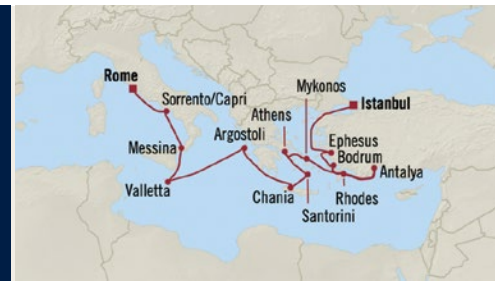 Rome
Sorrento/Capri
Mykonos
Istanbul
Athens
Argostoli
Messina
Ephesus
Bodrum
Antalya
Valletta
Chania
Rhodes
Santorini